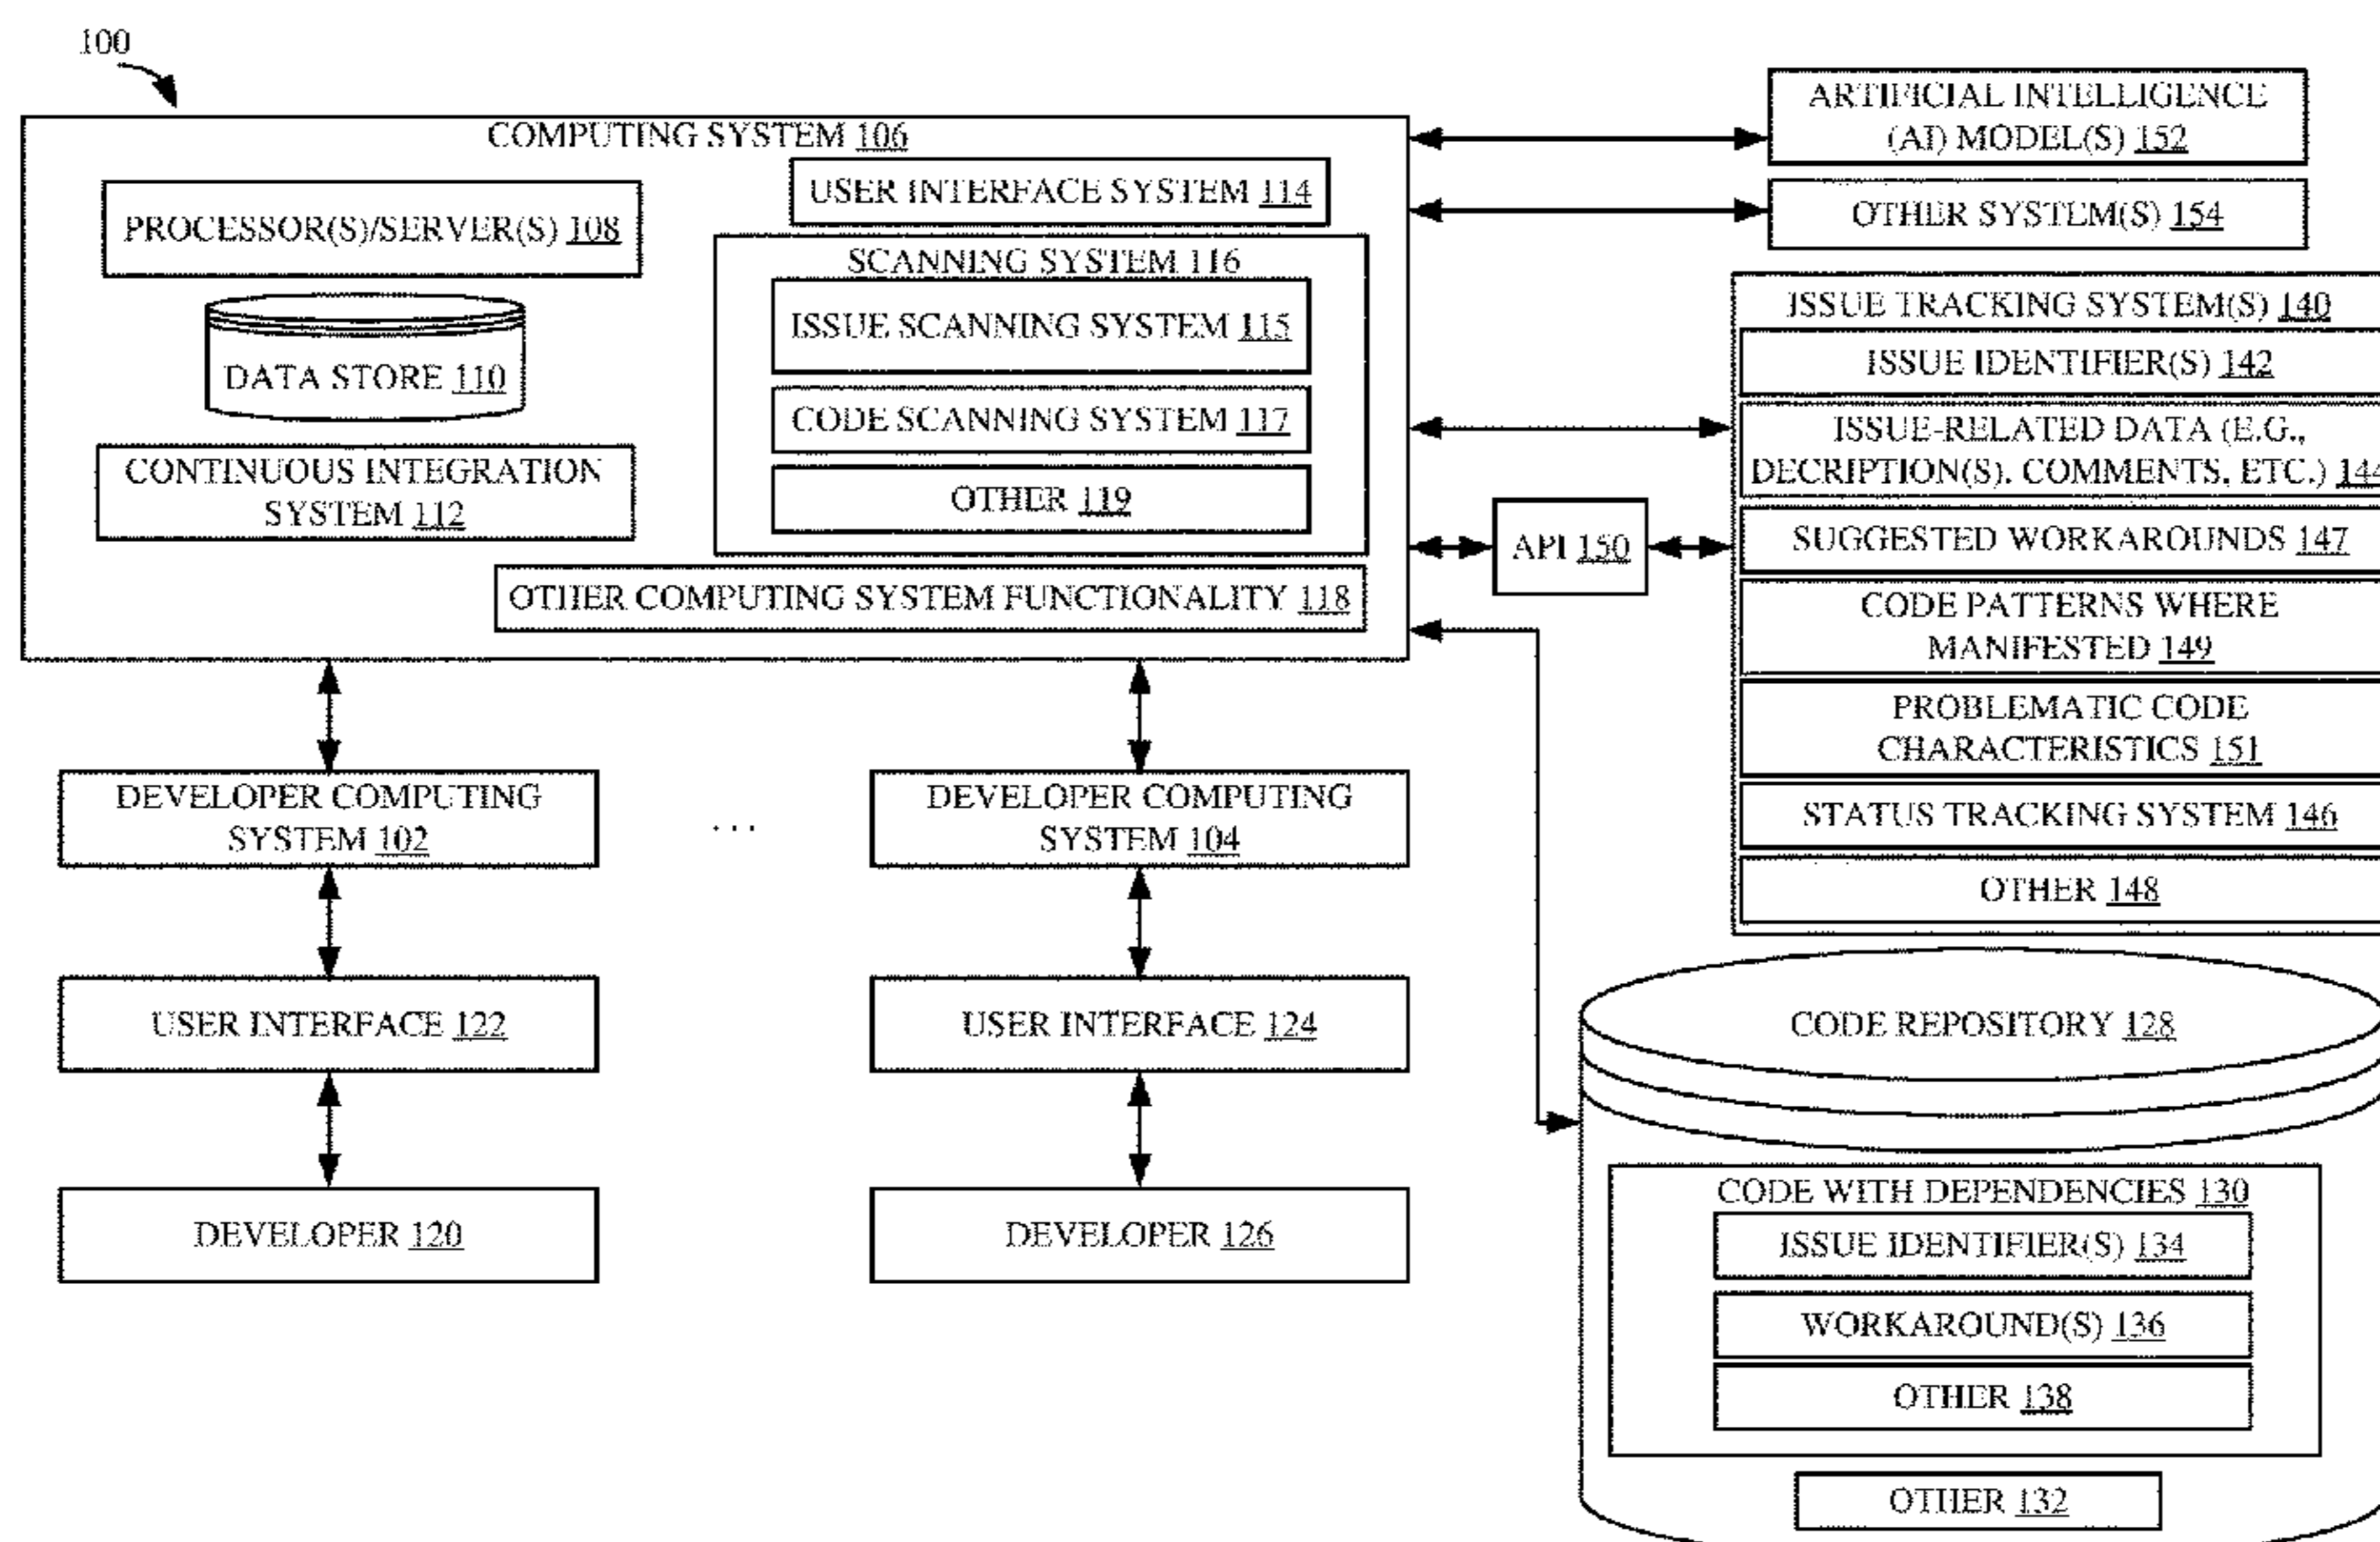 100
COMPUTING SYSTEM 106
PROCESSOR(S)/SERVER(S) 108
DATA STORE 110
CONTINUOUS INTEGRATION
SYSTEM 112
USER INTERFACE SYSTEM 114
SCANNING SYSTEM 116
ISSUE SCANNING SYSTEM 115
CODE SCANNING SYSTEM 117
OTHER 119
OTHER COMPUTING SYSTEM FUNCTIONALITY 118
ARTIFICIAL INTELLIGENCE
(AI) MODEL(S) 152
OTHER SYSTEM(S) 154
API 150
ISSUE TRACKING SYSTEM(S) 140
ISSUE IDENTIFIER(S) 142
ISSUE-RELATED DATA (E.G.,
DECRIPTION(S), COMMENTS, ETC.) 144
SUGGESTED WORKAROUNDS 147
CODE PATTERNS WHERE
MANIFESTED 149
PROBLEMATIC CODE
CHARACTERISTICS 151
STATUS TRACKING SYSTEM 146
OTHER 148
DEVELOPER COMPUTING
SYSTEM 102
...
DEVELOPER COMPUTING
SYSTEM 104
USER INTERFACE 122
USER INTERFACE 124
DEVELOPER 120
DEVELOPER 126
CODE REPOSITORY 128
CODE WITH DEPENDENCIES 130
ISSUE IDENTIFIER(S) 134
WORKAROUND(S) 136
OTHER 138
OTHER 132